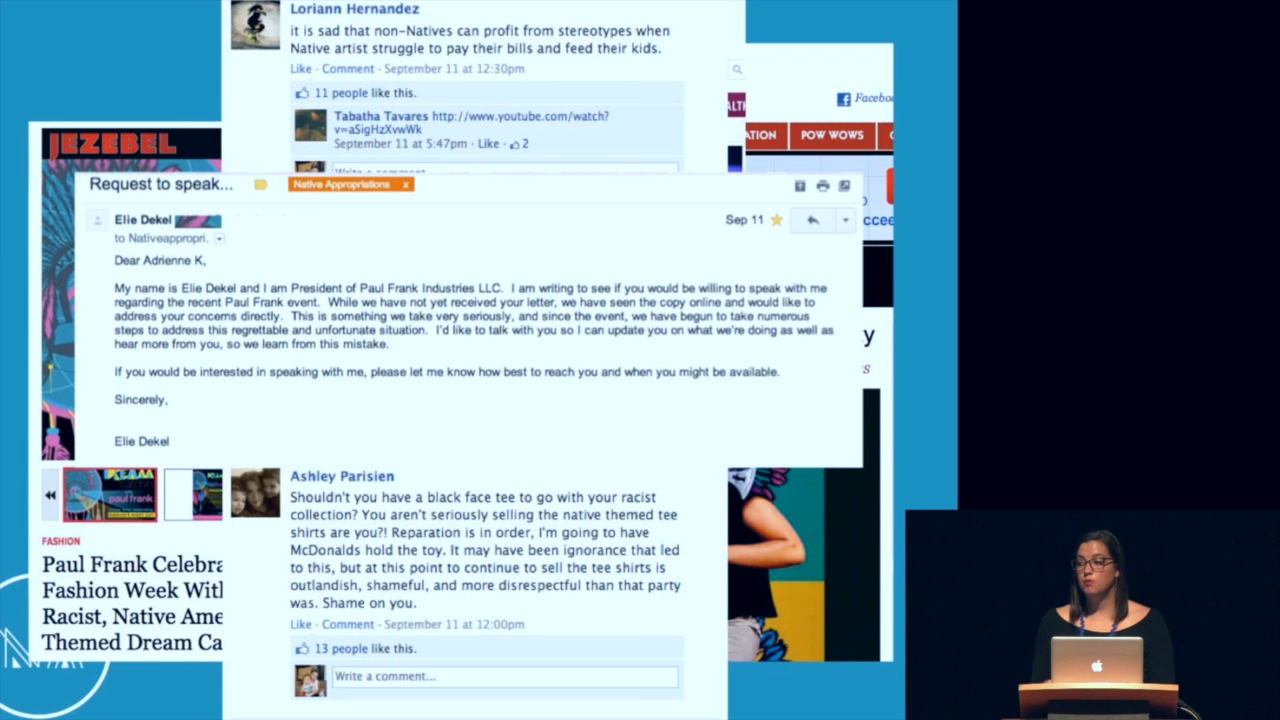 Loriann Hernandez
it is sad that non-Natives can profit from stereotypes when
Native artist struggle to pay their bills and feed their kids.
Like · Comment · September 11 at 12:30pm
11 people like this.
Tabatha Tavares http://www.youtube.com/watch?
v=aSigHzXvwWk
September 11 at 5:47pm · Like · 2
Write a comment...
ALTH
Facebo
ATION
POW WOWS
JEZEBEL
Request to speak...
Native Appropriations x
Elie Dekel
Sep 11
to Nativeappropri.
Dear Adrienne K,
My name is Elie Dekel and I am President of Paul Frank Industries LLC. I am writing to see if you would be willing to speak with me
regarding the recent Paul Frank event. While we have not yet received your letter, we have seen the copy online and would like to
address your concerns directly. This is something we take very seriously, and since the event, we have begun to take numerous
steps to address this regrettable and unfortunate situation. I'd like to talk with you so I can update you on what we're doing as well as
hear more from you, so we learn from this mistake.
If you would be interested in speaking with me, please let me know how best to reach you and when you might be available.
Sincerely,
Elie Dekel
ccee
y
s
paul frank
Ashley Parisien
Shouldn't you have a black face tee to go with your racist
collection? You aren't seriously selling the native themed tee
shirts are you?! Reparation is in order, I'm going to have
McDonalds hold the toy. It may have been ignorance that led
to this, but at this point to continue to sell the tee shirts is
outlandish, shameful, and more disrespectful than that party
was. Shame on you.
Like · Comment · September 11 at 12:00pm
13 people like this.
Write a comment...
FASHION
Paul Frank Celebra
Fashion Week Witl
Racist, Native Ame
Themed Dream Ca